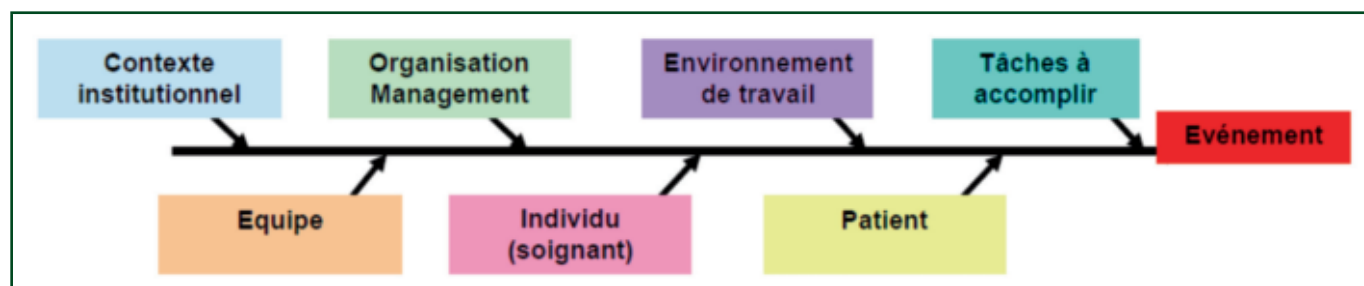 Contexte
institutionnel
Organisation
Management
Environnement
de travail
Tâches à
accomplir
Evénement
Equipe
Individu
(soignant)
Patient